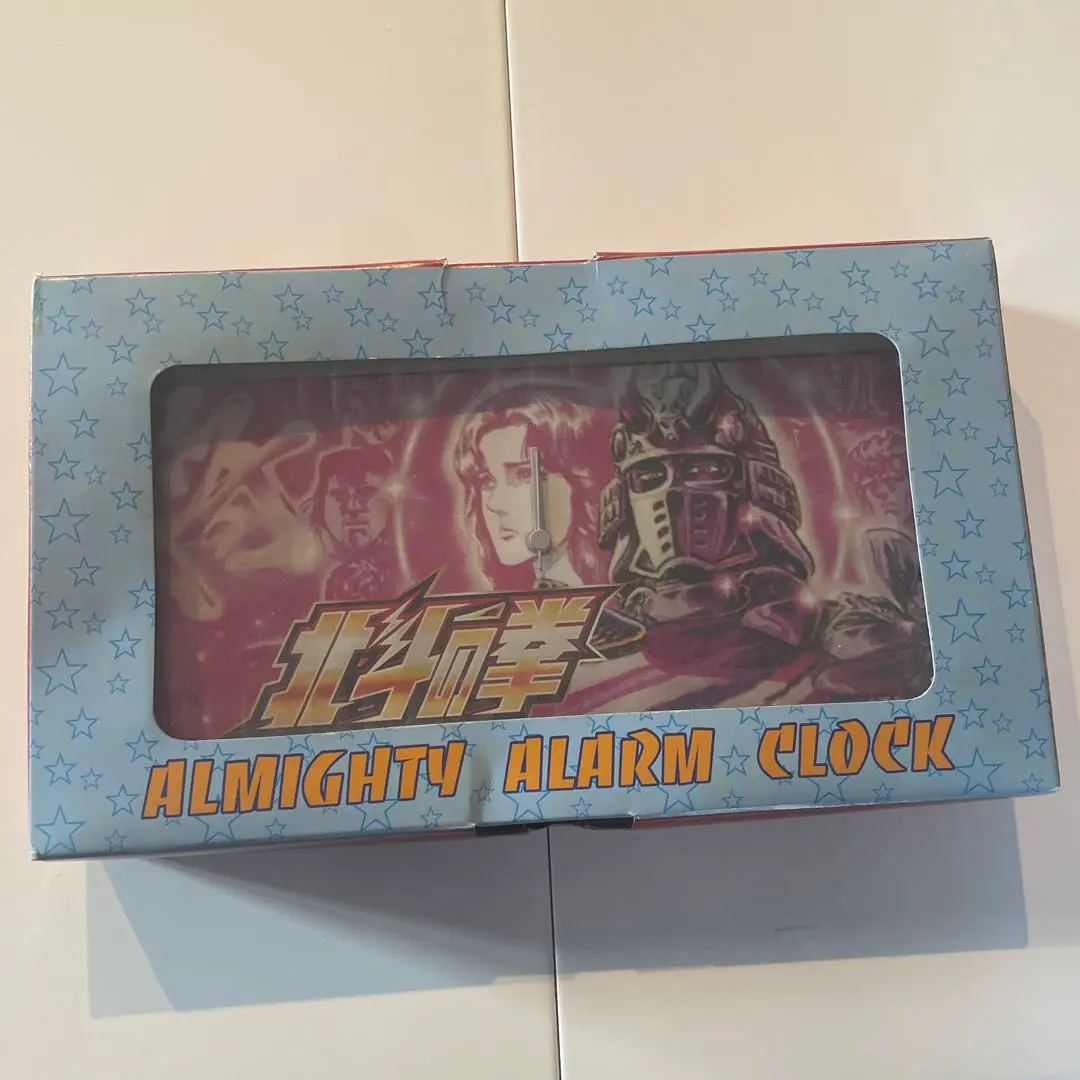 北斗の拳
ALMIGHTY ALARM CLOCK